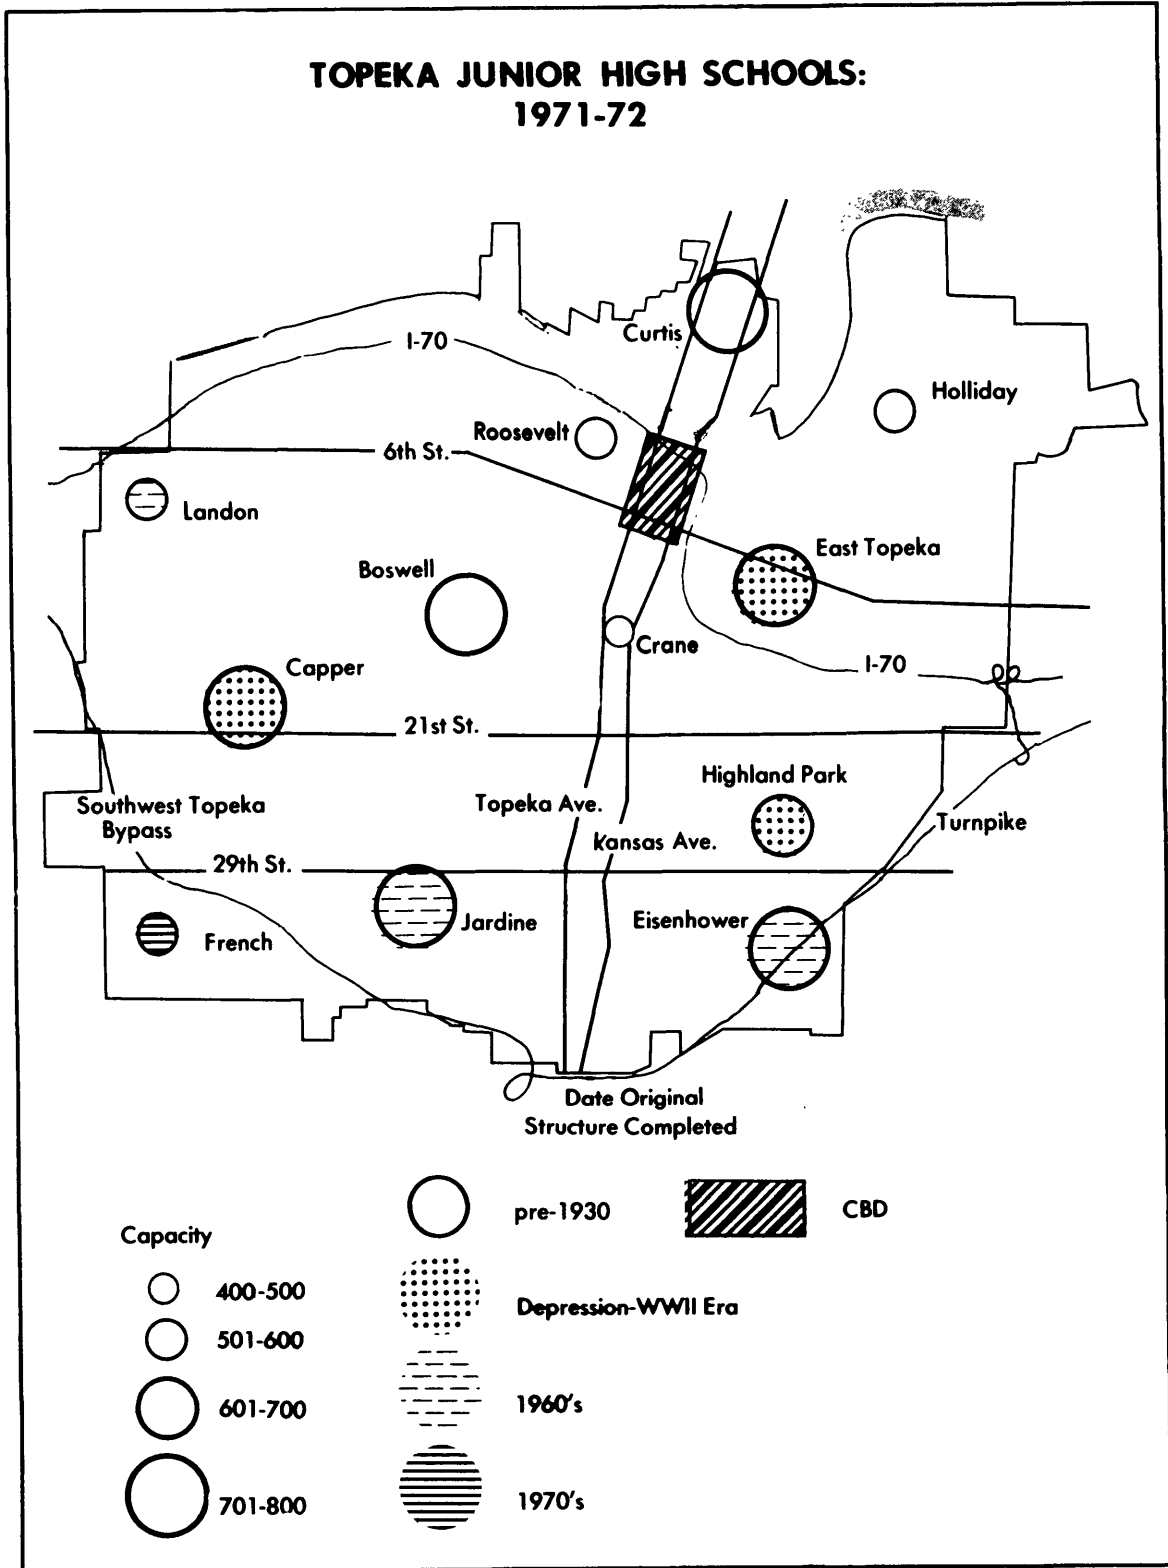 TOPEKA JUNIOR HIGH SCHOOLS:
1971-72
Curtis
I-70
Holliday
Roosevelt
6th St.
Landon
East Topeka
Boswell
Crane
Capper
I-70
21st St.
Highland Park
Southwest Topeka
Bypass
Topeka Ave.
Kansas Ave.
Turnpike
29th St.
Jardine
Eisenhower
French
Date Original
Structure Completed
pre-1930
CBD
Capacity
400-500
Depression-WWII Era
501-600
1960's
601-700
1970's
701-800